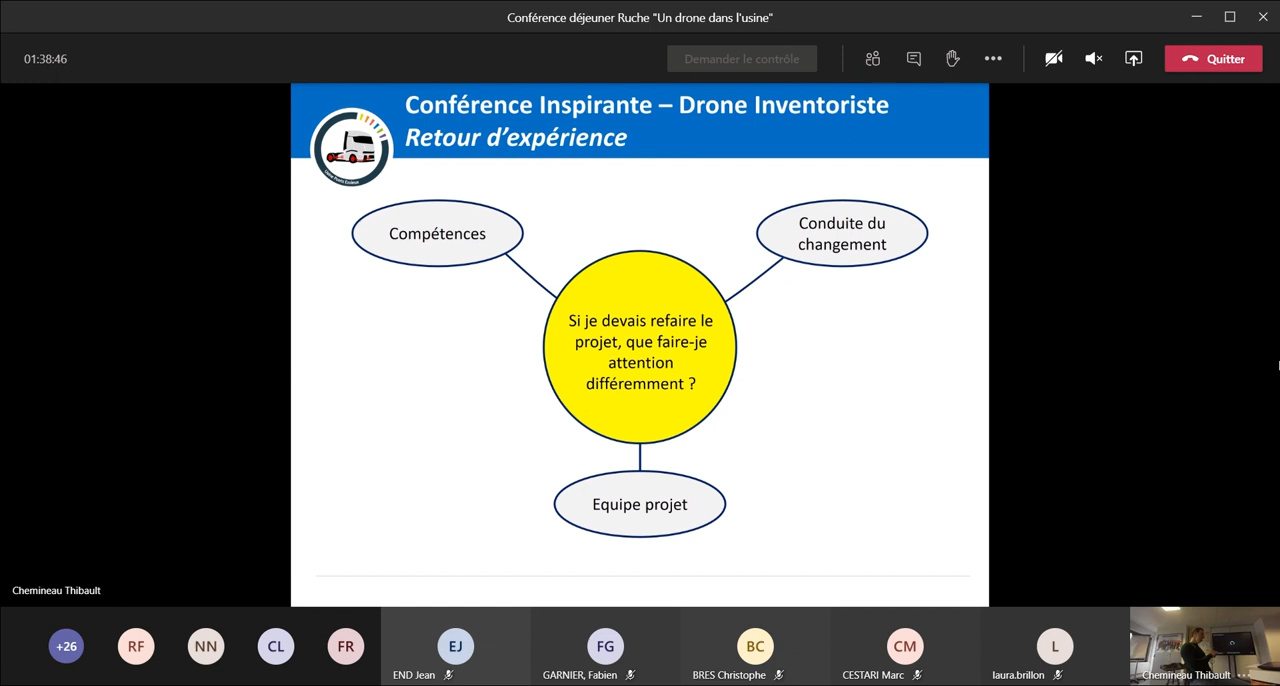 Conférence déjeuner Ruche "Un drone dans l'usine"
01:38:46
Demander le contrôle
Quitter
Conférence Inspirante – Drone Inventoriste
Retour d'expérience
Compétences
Conduite du
changement
Si je devais refaire le
projet, que faire-je
attention
différemment ?
Equipe projet
Chemineau Thibault
+26
RF
NN
CL
FR
EJ
END Jean
FG
GARNIER, Fabien
BC
BRES Christophe
CM
CESTARI Marc
L
laura.brillon
Chemineau Thibault